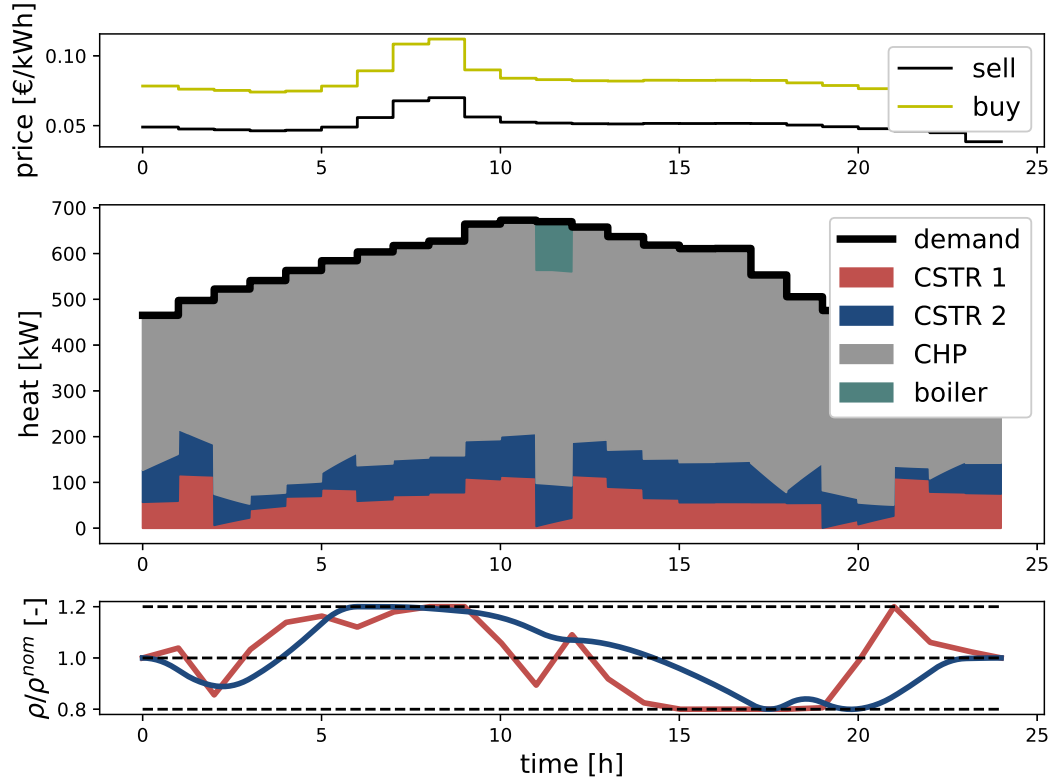 price [€/kWh]
0.10
0.05
sell
buy
0 5 10 15 20 25
heat [kW]
700
600
500
400
300
200
100
0
demand
CSTR 1
CSTR 2
CHP
boiler
0 5 10 15 20 25
ρ/ρ^nom [-]
1.2
1.0
0.8
0 5 10 15 20 25
time [h]